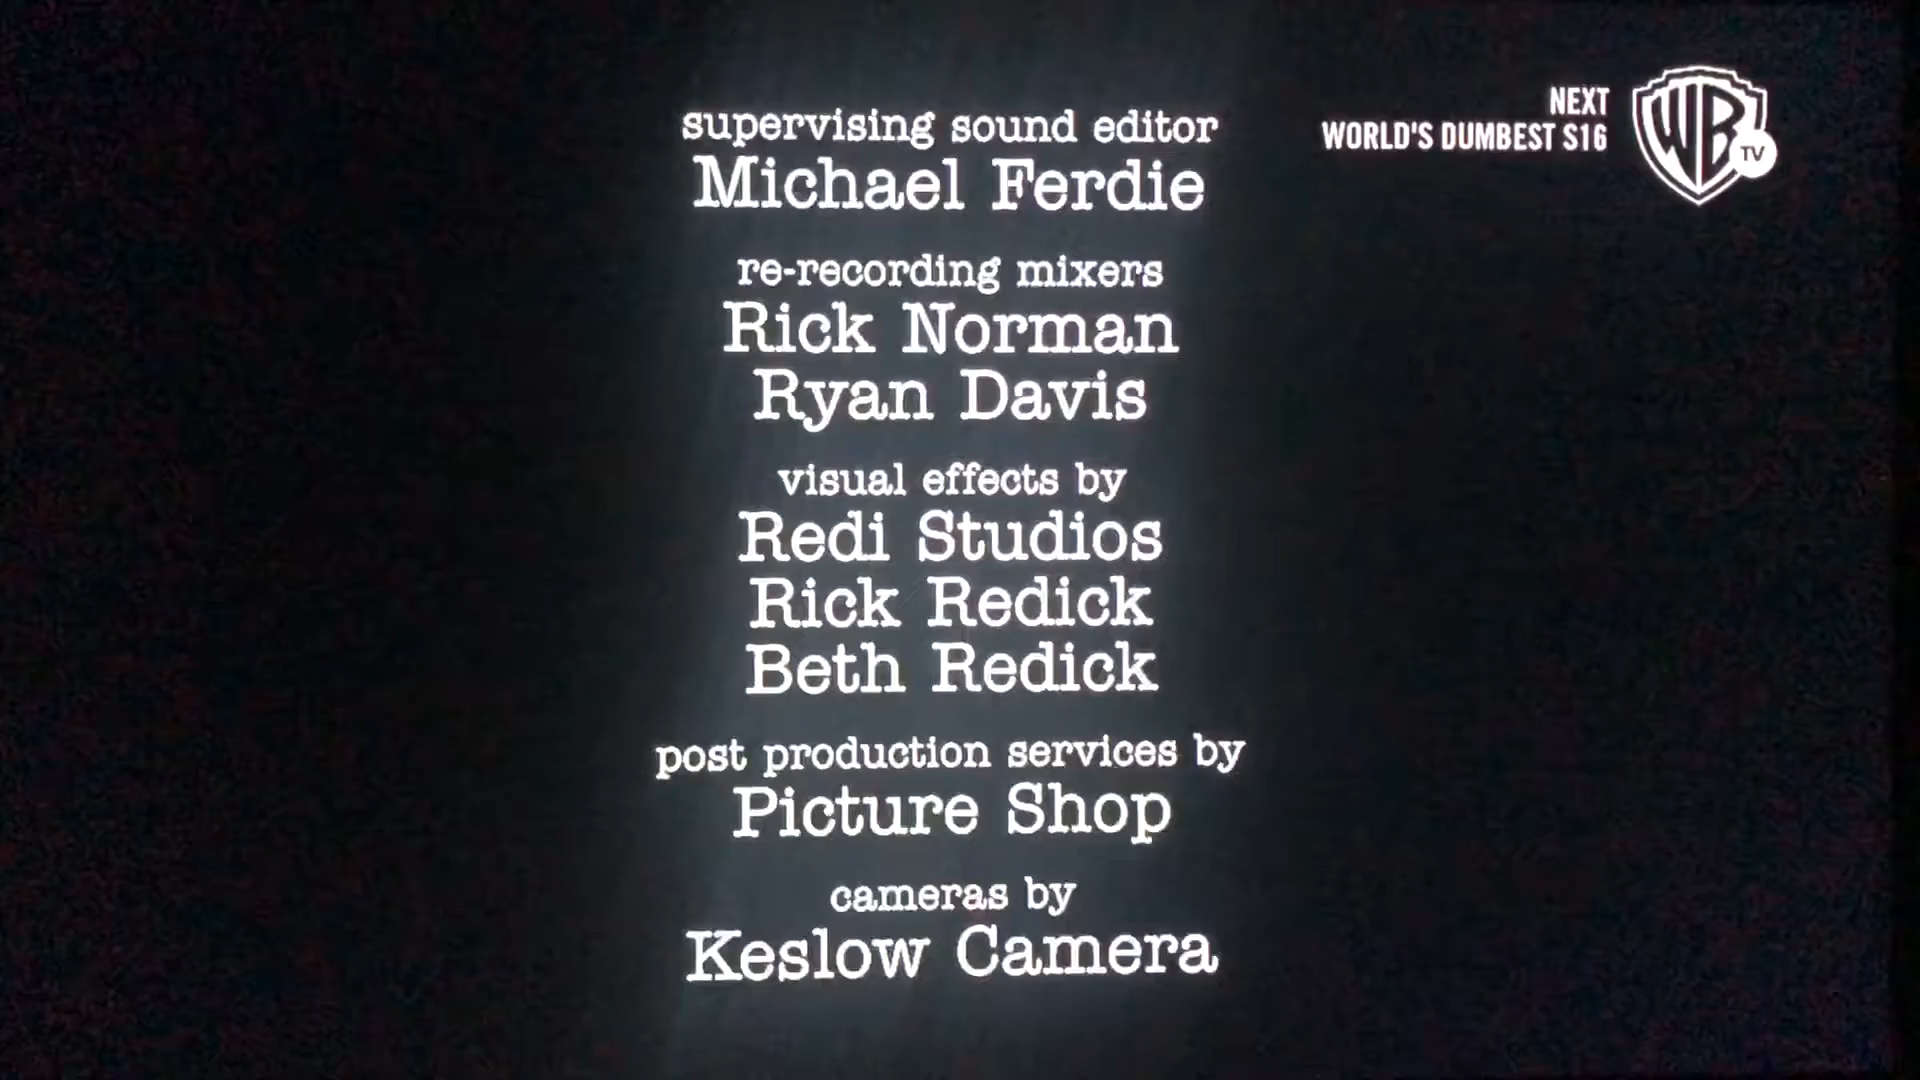 supervising sound editor
Michael Ferdie
re-recording mixers
Rick Norman
Ryan Davis
visual effects by
Redi Studios
Rick Redick
Beth Redick
post production services by
Picture Shop
cameras by
Keslow Camera
NEXT
WORLD'S DUMBEST S16
WB
TV